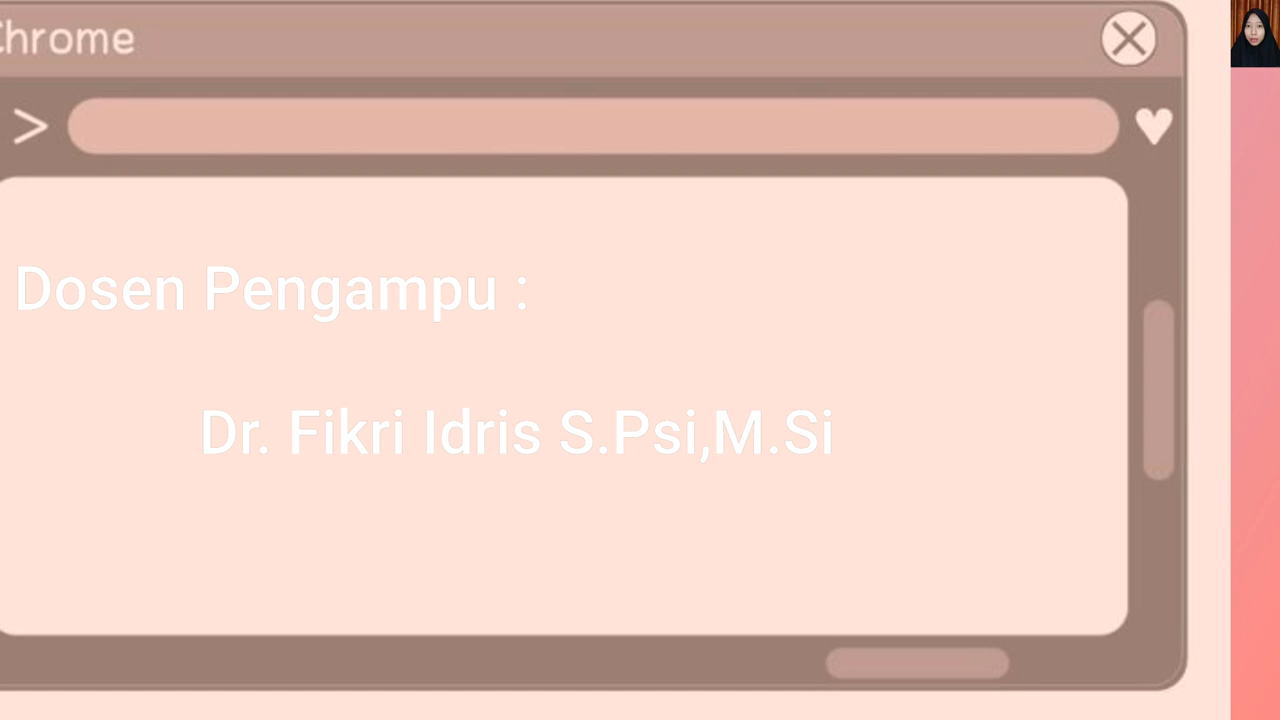 Chrome
>
Dosen Pengampu :
Dr. Fikri Idris S.Psi,M.Si